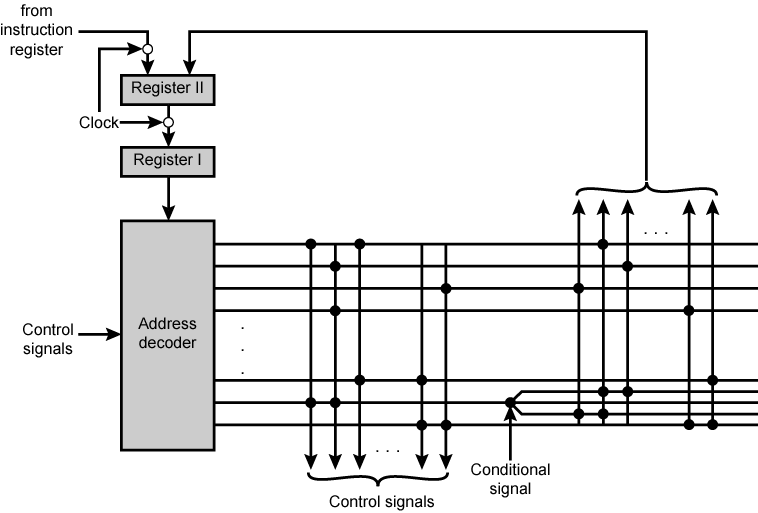 from
instruction
register
Register II
Clock
Register I
. . .
Address
decoder
Control
signals
.
.
.
. . .
Conditional
signal
Control signals